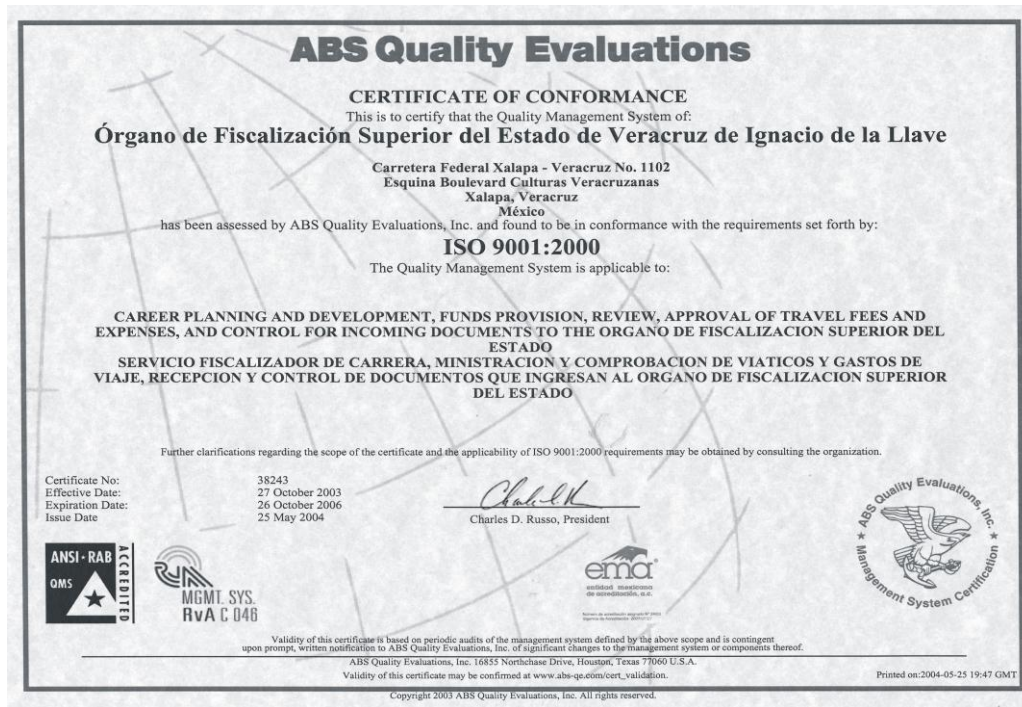 ABS Quality Evaluations
CERTIFICATE OF CONFORMANCE
This is to certify that the Quality Management System of:
Órgano de Fiscalización Superior del Estado de Veracruz de Ignacio de la Llave
Carretera Federal Xalapa - Veracruz No. 1102
Esquina Boulevard Culturas Veracruzanas
Xalapa, Veracruz
México
has been assessed by ABS Quality Evaluations, Inc. and found to be in conformance with the requirements set forth by:
ISO 9001:2000
The Quality Management System is applicable to:
CAREER PLANNING AND DEVELOPMENT, FUNDS PROVISION, REVIEW, APPROVAL OF TRAVEL FEES AND
EXPENSES, AND CONTROL FOR INCOMING DOCUMENTS TO THE ORGANO DE FISCALIZACION SUPERIOR DEL
ESTADO
SERVICIO FISCALIZADOR DE CARRERA, MINISTRACION Y COMPROBACION DE VIATICOS Y GASTOS DE
VIAJE, RECEPCION Y CONTROL DE DOCUMENTOS QUE INGRESAN AL ORGANO DE FISCALIZACION SUPERIOR
DEL ESTADO
Further clarifications regarding the scope of the certificate and the applicability of ISO 9001:2000 requirements may be obtained by consulting the organization.
Certificate No: 38243
Effective Date: 27 October 2003
Expiration Date: 26 October 2006
Issue Date 25 May 2004
Charles D. Russo, President
ABS Quality Evaluations, Inc.
★ Management System Certification ★
ANSI·RAB
QMS
ACCREDITED
RvA
MGMT. SYS.
RvA C 046
ema
entidad mexicana
de acreditación, a.c.
Validity of this certificate is based on periodic audits of the management system defined by the above scope and is contingent
upon prompt, written notification to ABS Quality Evaluations, Inc. of significant changes to the management system or components thereof.
ABS Quality Evaluations, Inc. 16855 Northchase Drive, Houston, Texas 77060 U.S.A.
Validity of this certificate may be confirmed at www.abs-qe.com/cert_validation.
Printed on:2004-05-25 19:47 GMT
Copyright 2003 ABS Quality Evaluations, Inc. All rights reserved.